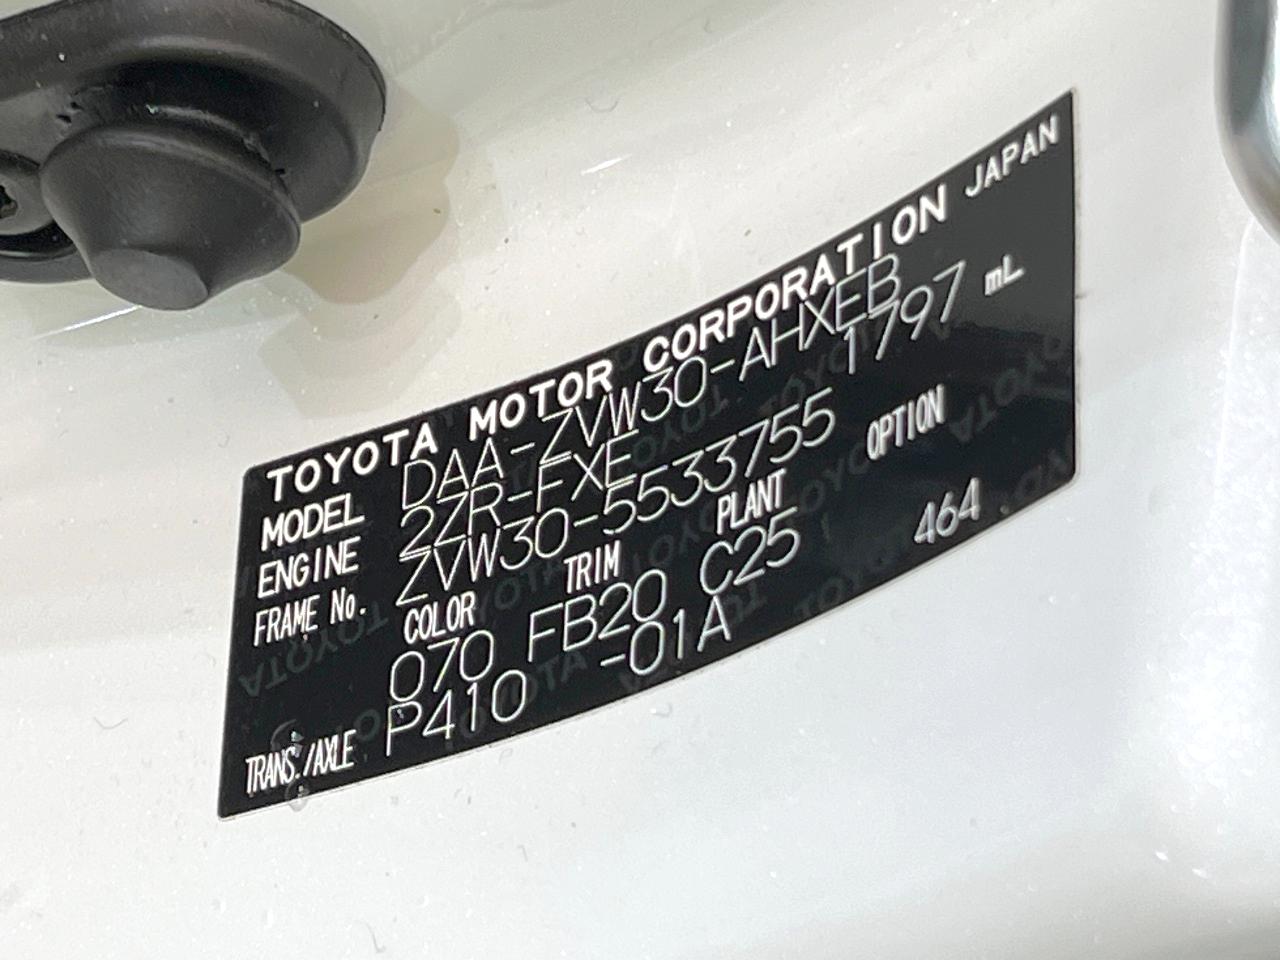 TOYOTA MOTOR CORPORATION JAPAN
MODEL DAA-ZVW30-AHXEB
ENGINE 2ZR-FXE 1797 mL
FRAME No. ZVW30-5533755
COLOR TRIM PLANT OPTION
070 FB20 C25 464
TRANS./AXLE P410 -01A